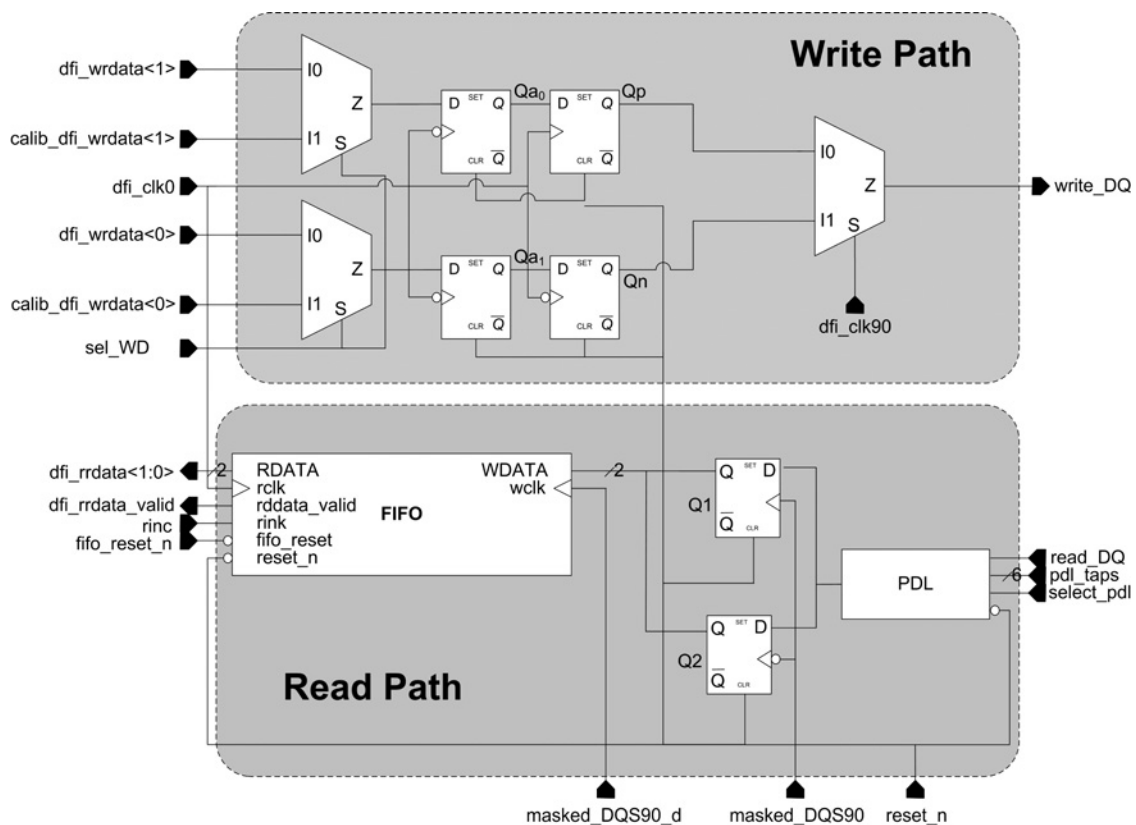 Write Path
dfi_wrdata<1>
I0
Z
calib_dfi_wrdata<1>
I1
S
D
SET
Q
Qa0
CLR
Q
D
SET
Q
Qp
CLR
Q
dfi_clk0
dfi_wrdata<0>
I0
Z
calib_dfi_wrdata<0>
I1
S
D
SET
Q
Qa1
CLR
Q
D
SET
Q
Qn
CLR
Q
I0
Z
I1
S
write_DQ
dfi_clk90
sel_WD
dfi_rrdata<1:0>
2
RDATA
WDATA
2
rclk
wclk
dfi_rrdata_valid
rddata_valid
FIFO
rinc
rink
fifo_reset_n
fifo_reset
reset_n
Q
SET
D
Q1
Q
CLR
Q
SET
D
Q2
Q
CLR
PDL
read_DQ
6
pdl_taps
select_pdl
Read Path
masked_DQS90_d
masked_DQS90
reset_n